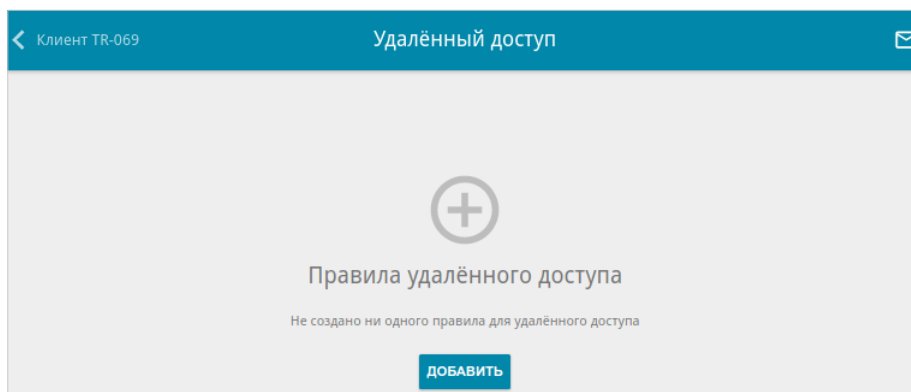 Клиент TR-069
Удалённый доступ
Правила удалённого доступа
Не создано ни одного правила для удалённого доступа
ДОБАВИТЬ